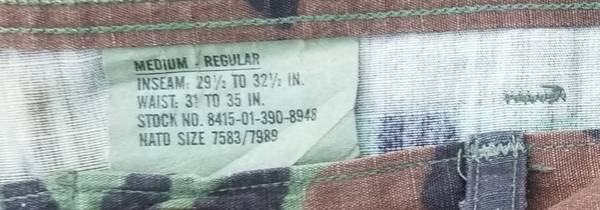 MEDIUM - REGULAR
INSEAM: 29½ TO 32½ IN.
WAIST: 31 TO 35 IN.
STOCK NO. 8415-01-390-8948
NATO SIZE 7583/7989